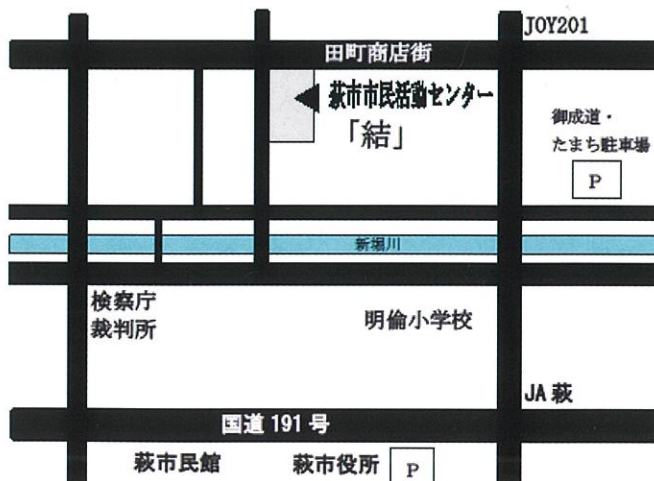 JOY201
田町商店街
萩市市民活動センター
「結」
御成道・
たまち駐車場
P
新堀川
検察庁
裁判所
明倫小学校
JA 萩
国道 191 号
萩市民館
萩市役所
P